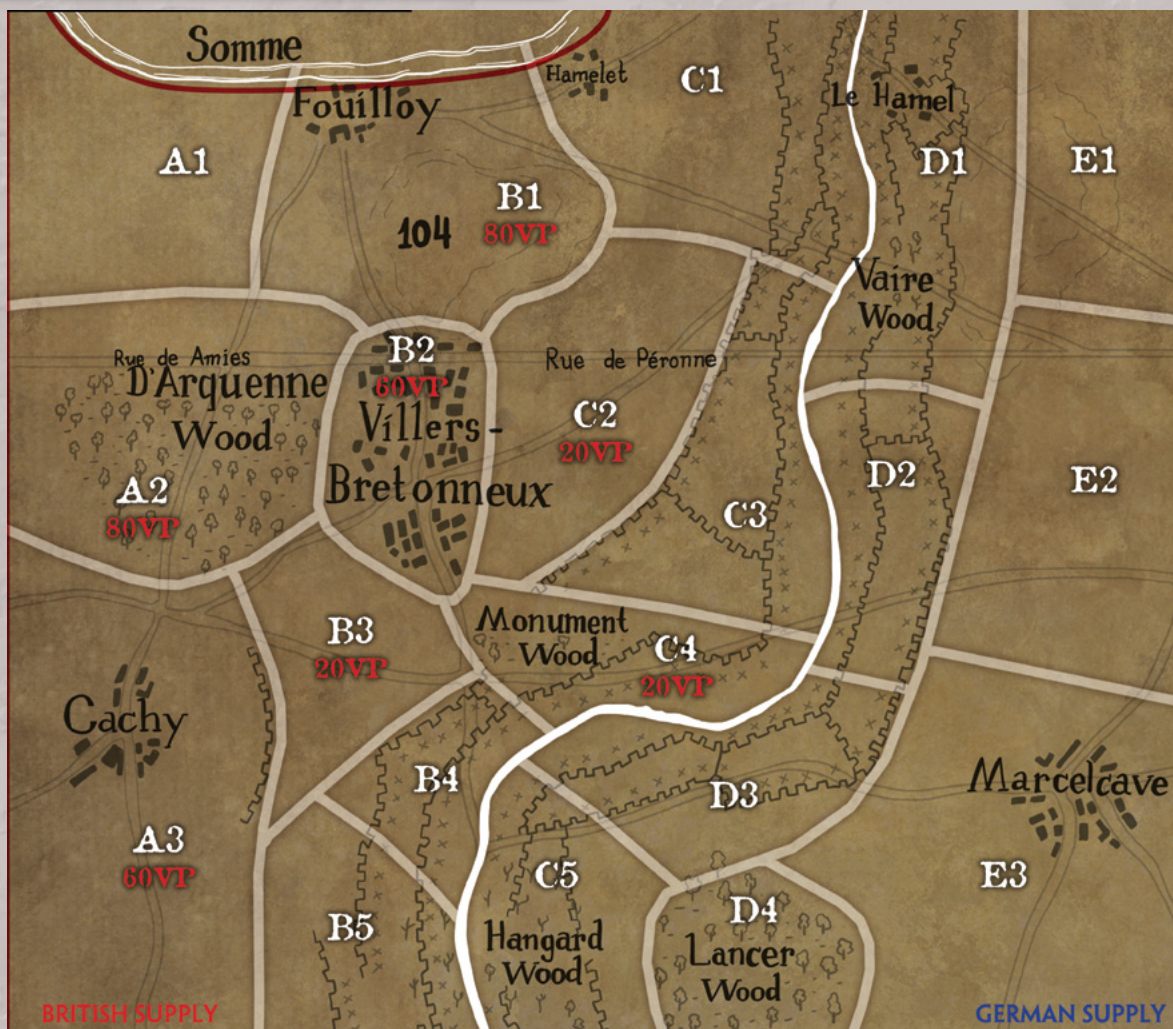 Somme
Hamelet
C1
Fouilloy
Le Hamel
A1
D1
E1
B1
104
80VP
Vaire
Wood
Rue de Amies
B2
Rue de Péronne
D'Arquenne
60VP
Wood
C2
Villers-
20VP
Bretonneux
A2
80VP
D2
E2
C3
B3
20VP
Monument
Wood
C4
20VP
Cachy
B4
D3
Marcelcave
A3
60VP
C5
E3
B5
D4
Hangard
Wood
Lancer
Wood
BRITISH SUPPLY
GERMAN SUPPLY